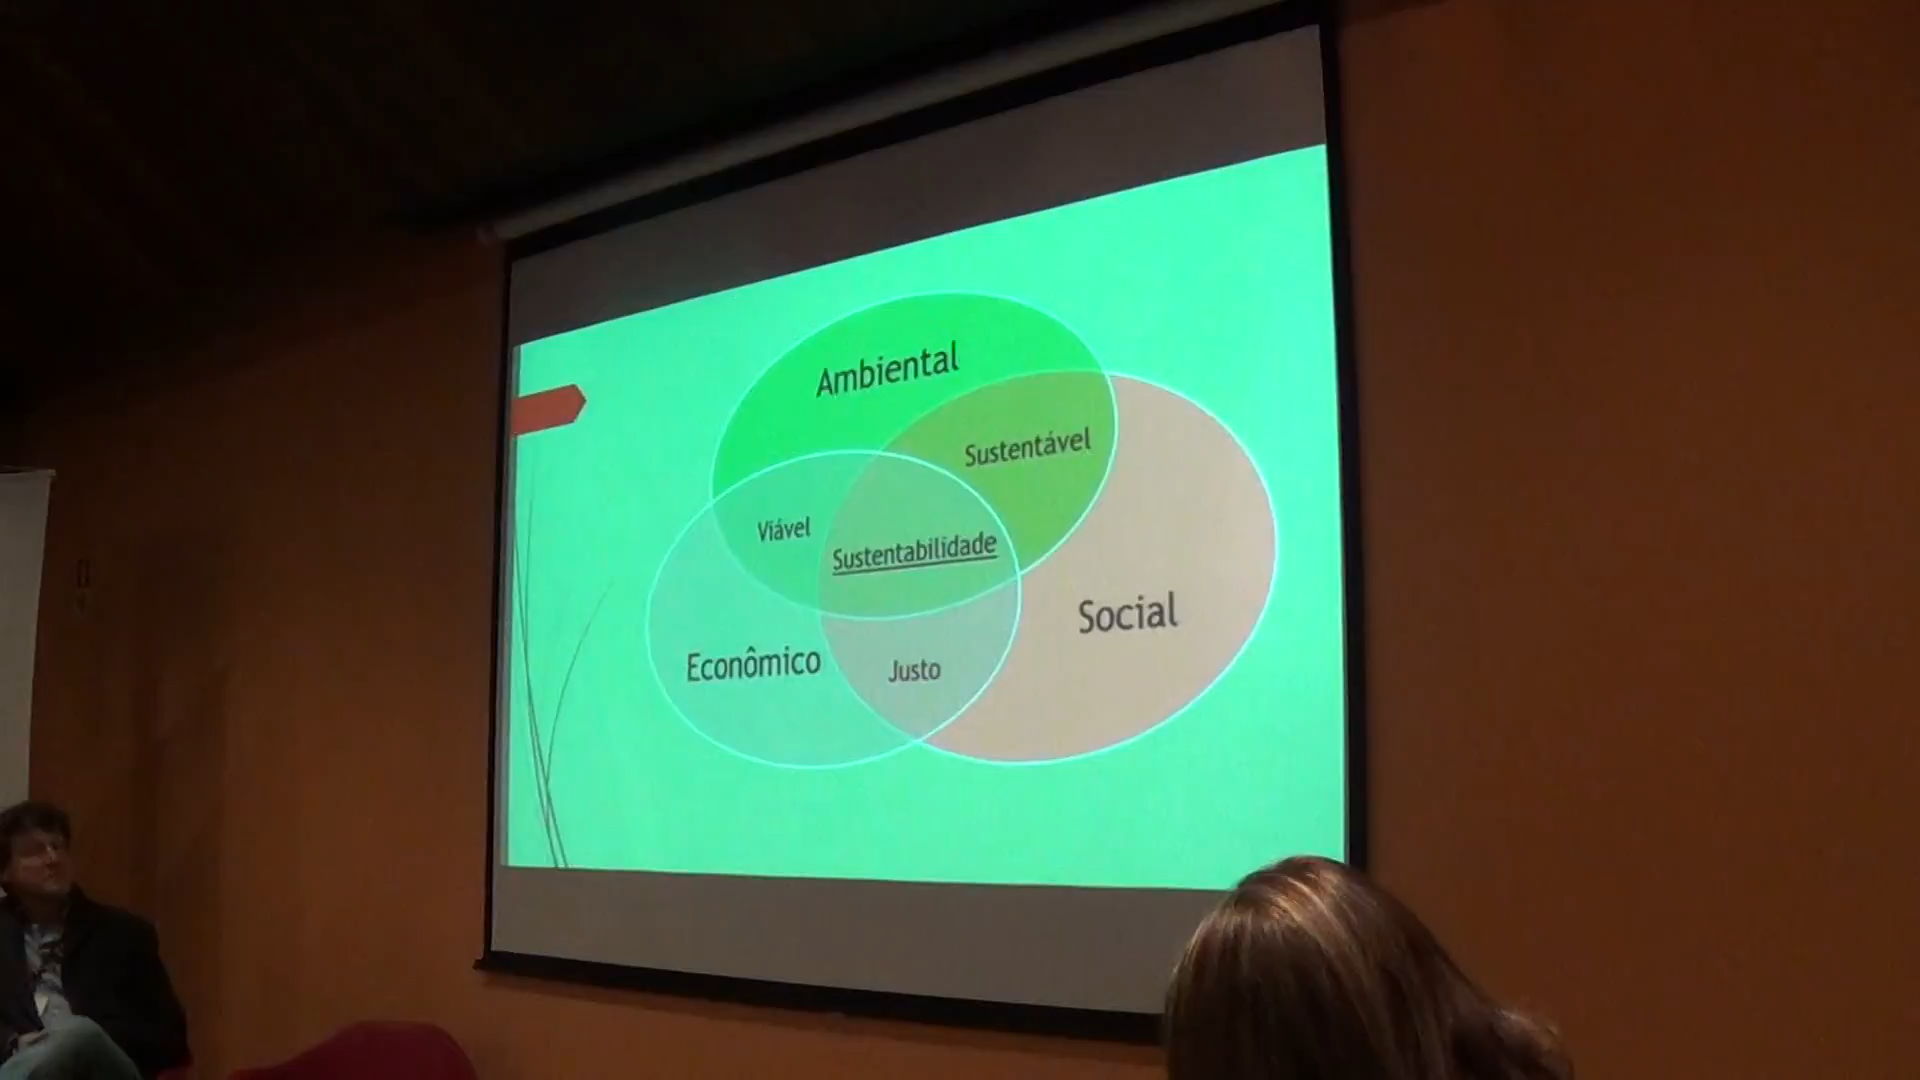 Ambiental
Sustentável
Viável
Sustentabilidade
Social
Econômico
Justo